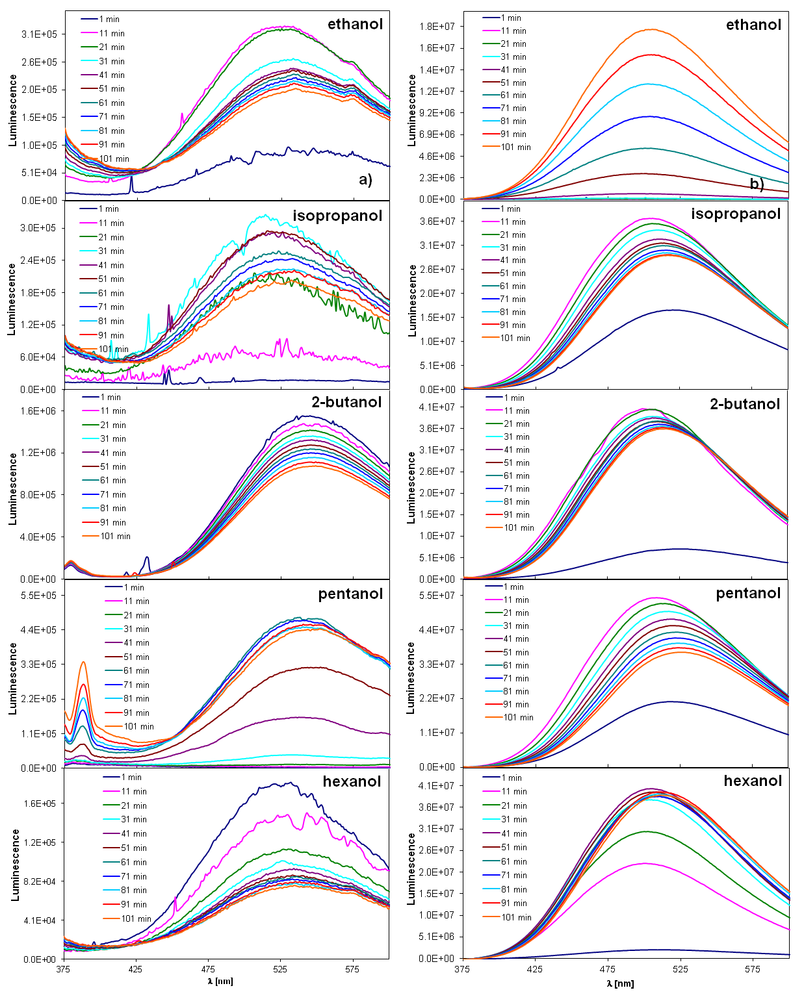 ethanol
a)
Luminescence
3.1E+05
2.6E+05
2.0E+05
1.5E+05
1.0E+05
5.1E+04
0.0E+00
1 min
11 min
21 min
31 min
41 min
51 min
61 min
71 min
81 min
91 min
101 min
ethanol
b)
Luminescence
1.8E+07
1.6E+07
1.4E+07
1.2E+07
9.2E+06
6.9E+06
4.6E+06
2.3E+06
0.0E+00
1 min
11 min
21 min
31 min
41 min
51 min
61 min
71 min
81 min
91 min
101 min
isopropanol
Luminescence
3.0E+05
2.4E+05
1.8E+05
1.2E+05
6.0E+04
0.0E+00
1 min
11 min
21 min
31 min
41 min
51 min
61 min
71 min
81 min
91 min
101 min
isopropanol
Luminescence
3.6E+07
3.1E+07
2.6E+07
2.0E+07
1.5E+07
1.0E+07
5.1E+06
0.0E+00
1 min
11 min
21 min
31 min
41 min
51 min
61 min
71 min
81 min
91 min
101 min
2-butanol
Luminescence
1.6E+06
1.2E+06
8.0E+05
4.0E+05
0.0E+00
1 min
11 min
21 min
31 min
41 min
51 min
61 min
71 min
81 min
91 min
101 min
2-butanol
Luminescence
4.1E+07
3.6E+07
3.1E+07
2.6E+07
2.0E+07
1.5E+07
1.0E+07
5.1E+06
0.0E+00
1 min
11 min
21 min
31 min
41 min
51 min
61 min
71 min
81 min
91 min
101 min
pentanol
Luminescence
5.5E+05
4.4E+05
3.3E+05
2.2E+05
1.1E+05
0.0E+00
1 min
11 min
21 min
31 min
41 min
51 min
61 min
71 min
81 min
91 min
101 min
pentanol
Luminescence
5.5E+07
4.4E+07
3.3E+07
2.2E+07
1.1E+07
0.0E+00
1 min
11 min
21 min
31 min
41 min
51 min
61 min
71 min
81 min
91 min
101 min
hexanol
Luminescence
1.6E+05
1.2E+05
8.2E+04
4.1E+04
0.0E+00
1 min
11 min
21 min
31 min
41 min
51 min
61 min
71 min
81 min
91 min
101 min
375 425 475 525 575
λ [nm]
hexanol
Luminescence
4.1E+07
3.6E+07
3.1E+07
2.6E+07
2.0E+07
1.5E+07
1.0E+07
5.1E+06
0.0E+00
1 min
11 min
21 min
31 min
41 min
51 min
61 min
71 min
81 min
91 min
101 min
375 425 475 525 575
λ [nm]